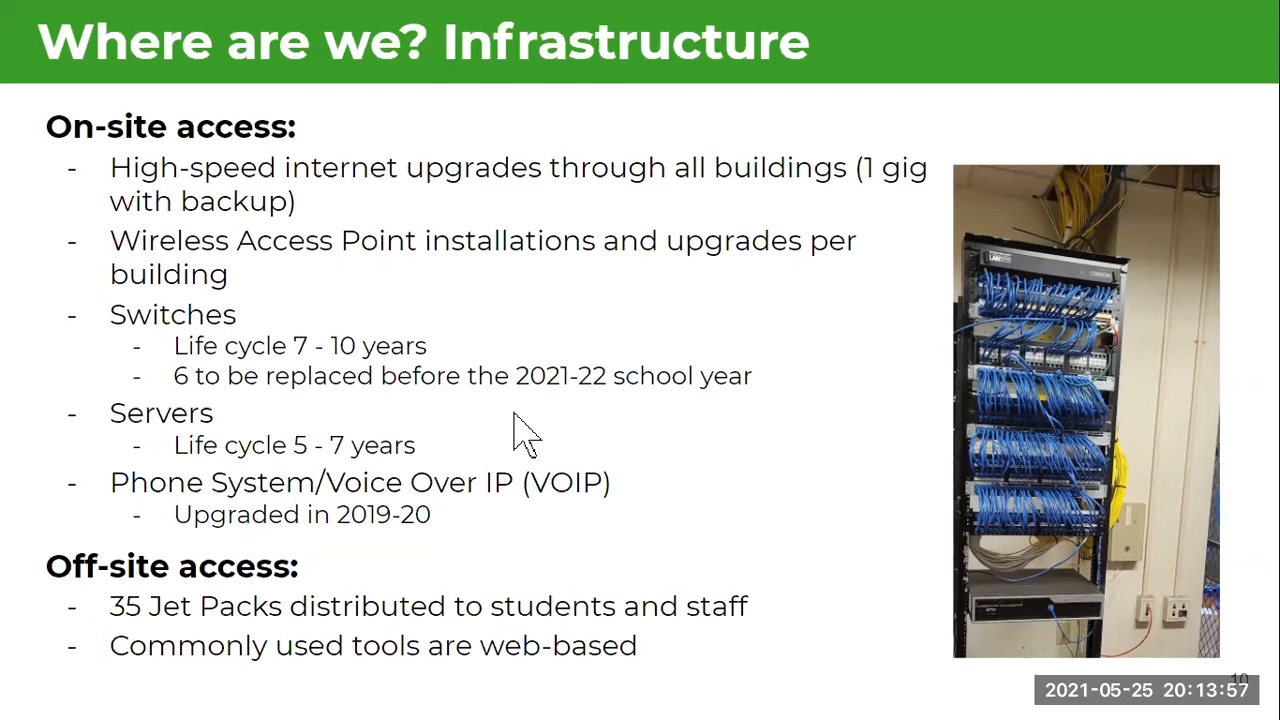 Where are we? Infrastructure
On-site access:
- High-speed internet upgrades through all buildings (1 gig
with backup)
- Wireless Access Point installations and upgrades per
building
- Switches
- Life cycle 7 - 10 years
- 6 to be replaced before the 2021-22 school year
- Servers
- Life cycle 5 - 7 years
- Phone System/Voice Over IP (VOIP)
- Upgraded in 2019-20
Off-site access:
- 35 Jet Packs distributed to students and staff
- Commonly used tools are web-based
10
2021-05-25 20:13:57